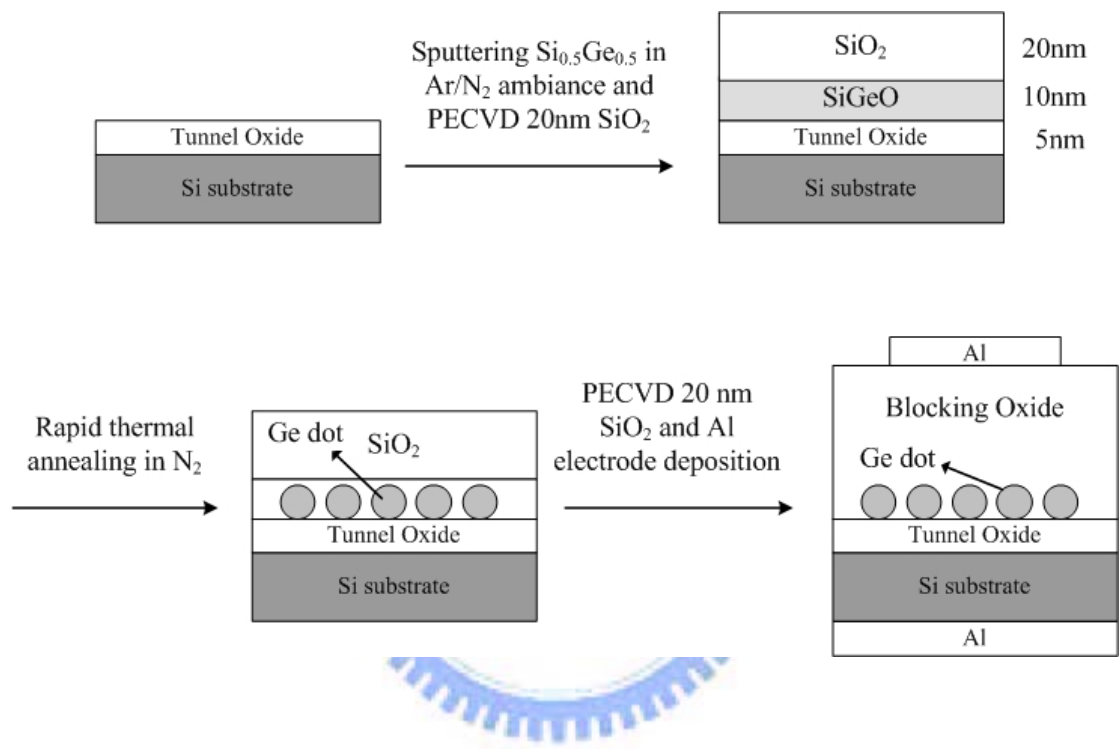 Tunnel Oxide
Si substrate
Sputtering Si₀.₅Ge₀.₅ in
Ar/N₂ ambiance and
PECVD 20nm SiO₂
SiO₂
20nm
SiGeO
10nm
Tunnel Oxide
5nm
Si substrate
Rapid thermal
annealing in N₂
Ge dot
SiO₂
Tunnel Oxide
Si substrate
PECVD 20 nm
SiO₂ and Al
electrode deposition
Al
Blocking Oxide
Ge dot
Tunnel Oxide
Si substrate
Al